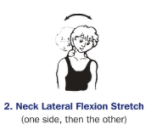 2. Neck Lateral Flexion Stretch
(one side, then the other)